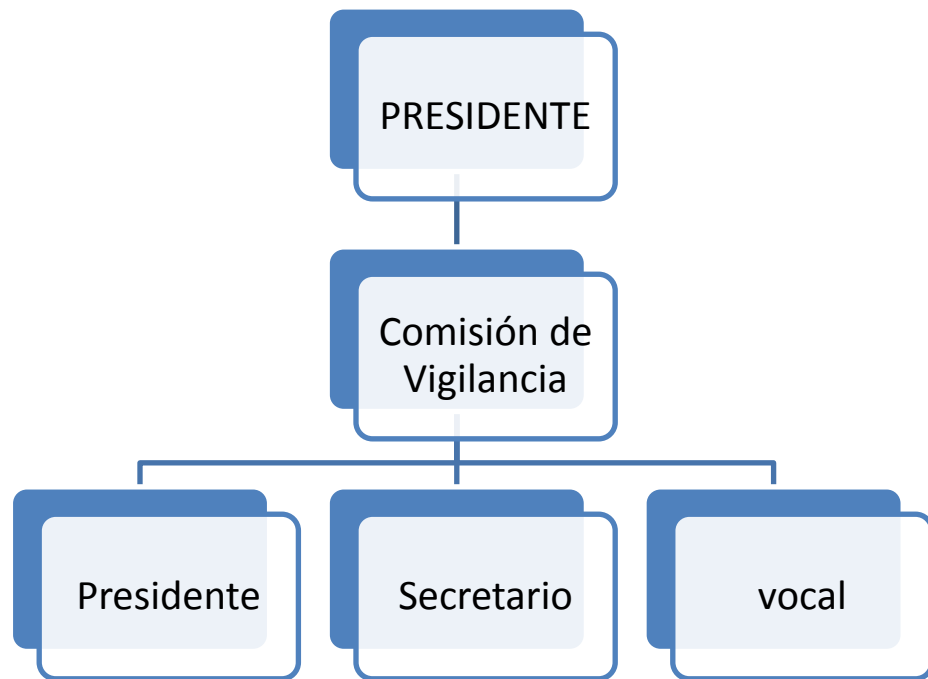 PRESIDENTE
Comisión de
Vigilancia
Presidente
Secretario
vocal